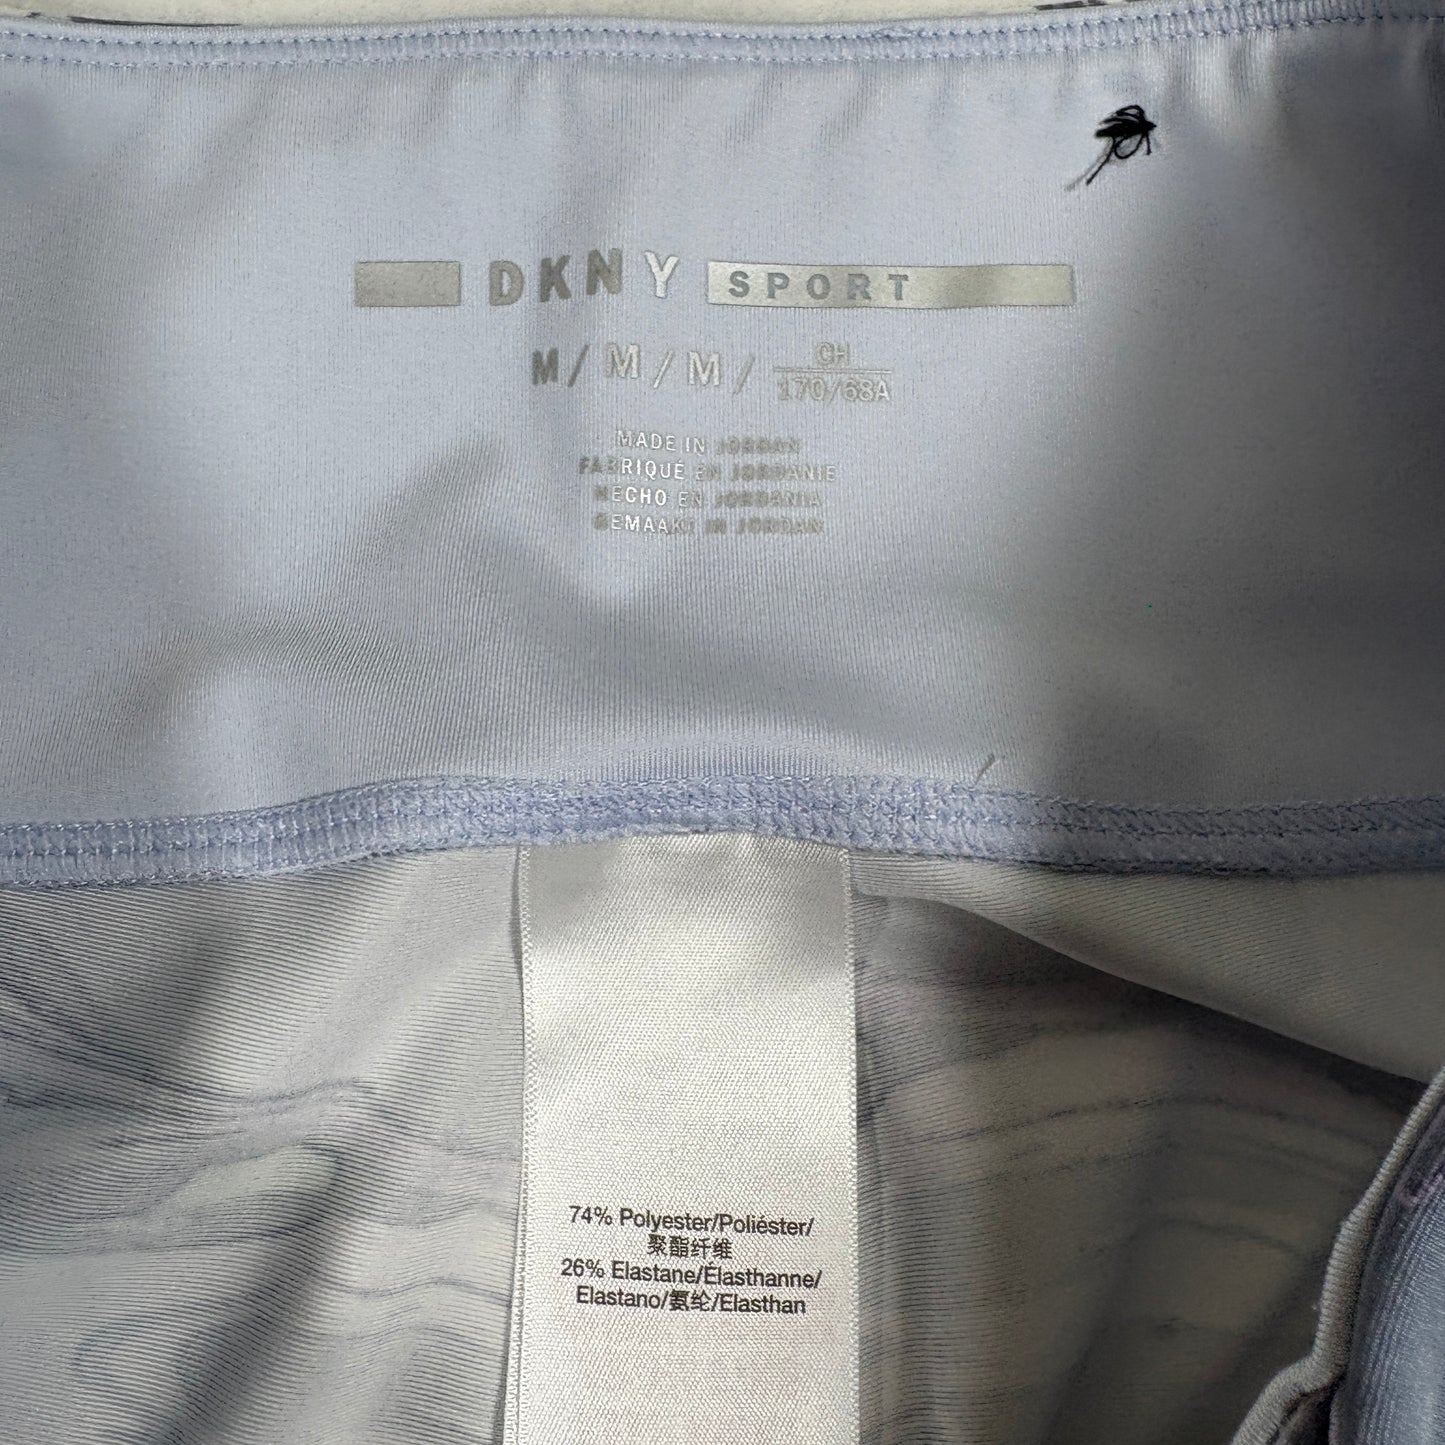 DKNY SPORT
M/M/M/ CH 170/68A
MADE IN JORDAN
FABRIQUÉ EN JORDANIE
HECHO EN JORDANIA
GEMAAKT IN JORDAN
74% Polyester/Poliéster/
聚酯纤维
26% Elastane/Élasthanne/
Elastano/氨纶/Elasthan